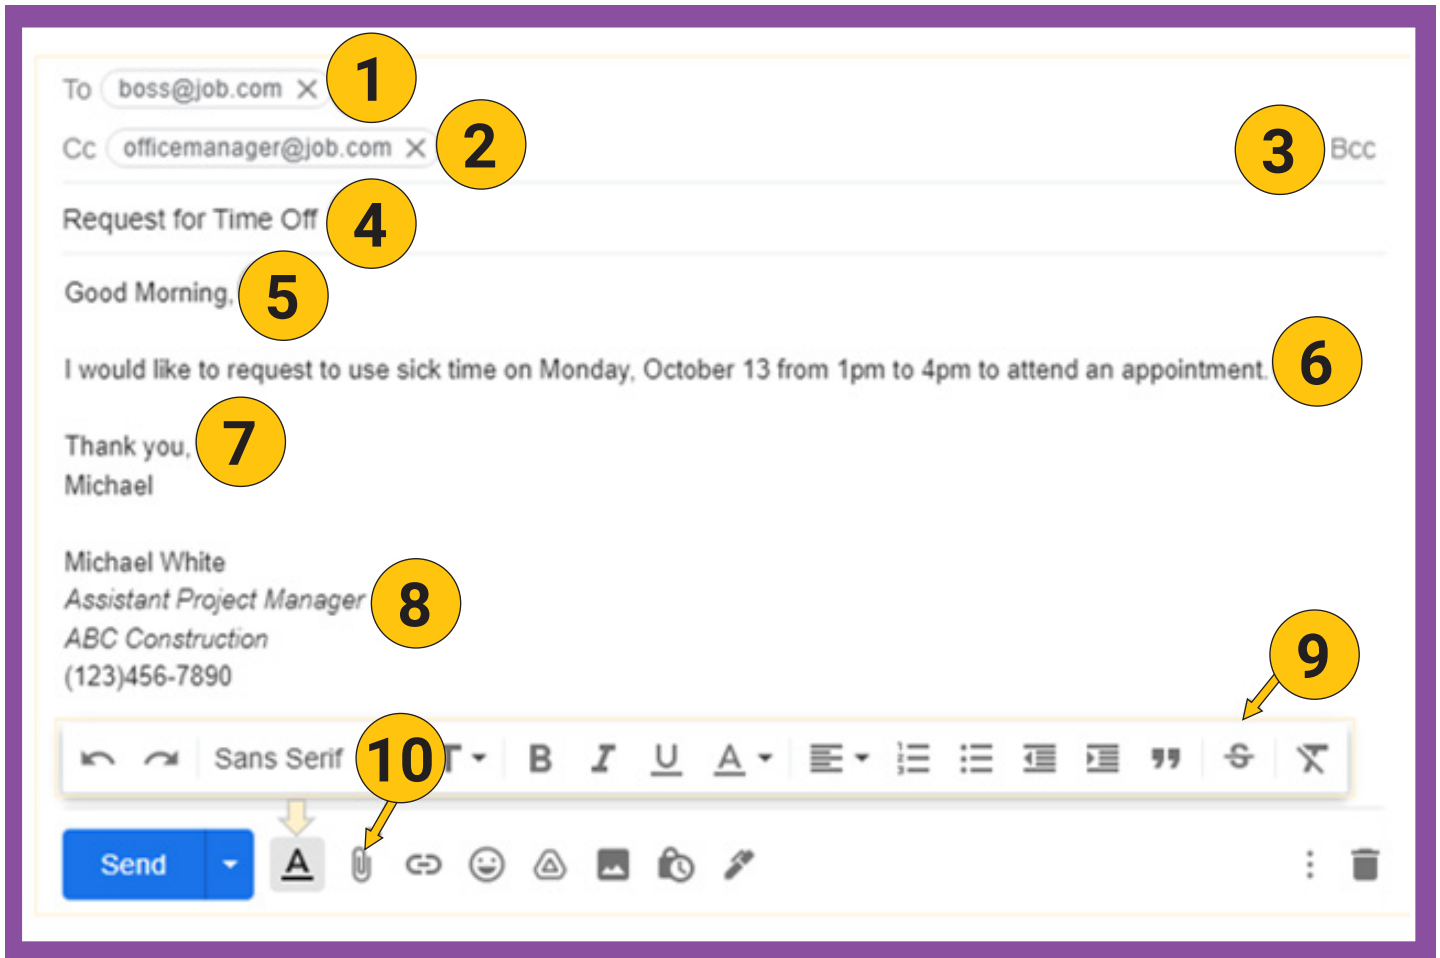 To boss@job.com 1
Cc officemanager@job.com 2 3 Bcc
Request for Time Off 4
Good Morning, 5
I would like to request to use sick time on Monday, October 13 from 1pm to 4pm to attend an appointment. 6
Thank you, 7
Michael
Michael White
Assistant Project Manager 8
ABC Construction
(123)456-7890
9
Sans Serif 10 T B I U A S
Send A